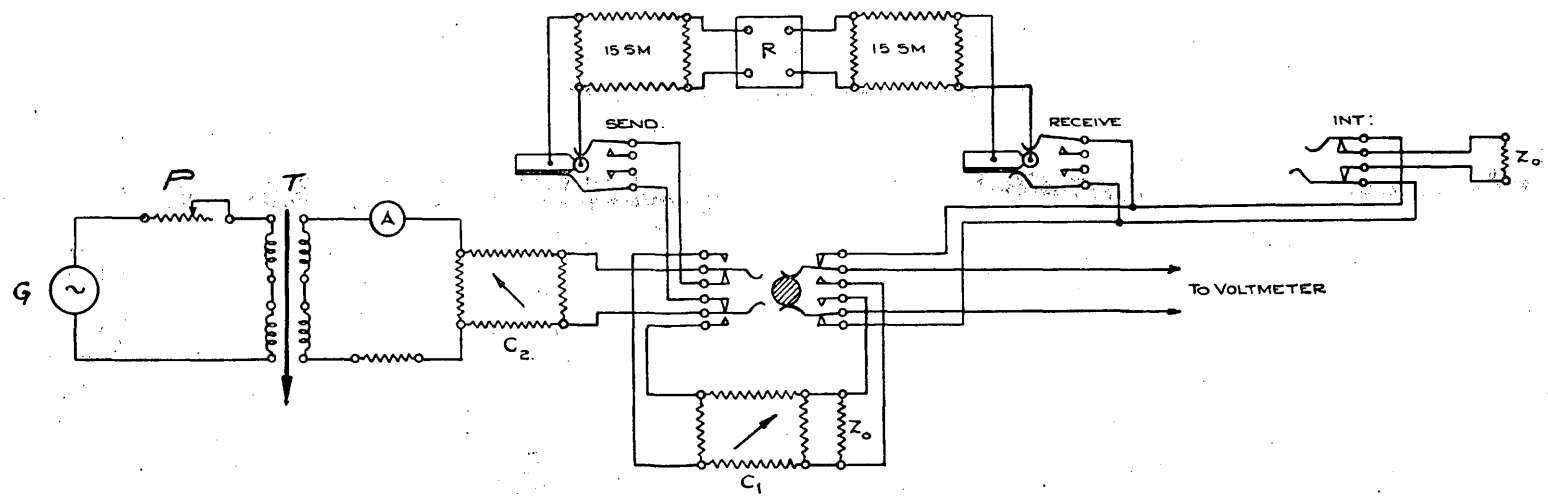 15 SM
R
15 SM
SEND.
RECEIVE
INT:
Z₀
P
T
A
G
C₂.
TO VOLTMETER
Z₀
C₁